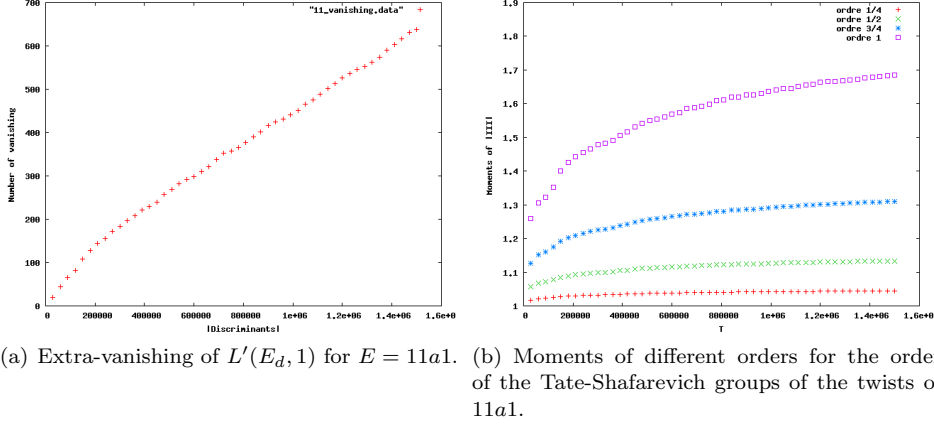 700
600
500
400
300
200
100
0
Number of vanishing
"11_vanishing.data"
0 200000 400000 600000 800000 1e+06 1.2e+06 1.4e+06 1.6e+06
|Discriminants|
1.9
1.8
1.7
1.6
1.5
1.4
1.3
1.2
1.1
1
Moments of |III|
ordre 1/4
ordre 1/2
ordre 3/4
ordre 1
0 200000 400000 600000 800000 1e+06 1.2e+06 1.4e+06 1.6e+06
T
(a) Extra-vanishing of L′(E_d, 1) for E = 11a1.
(b) Moments of different orders for the orde
of the Tate-Shafarevich groups of the twists o
11a1.